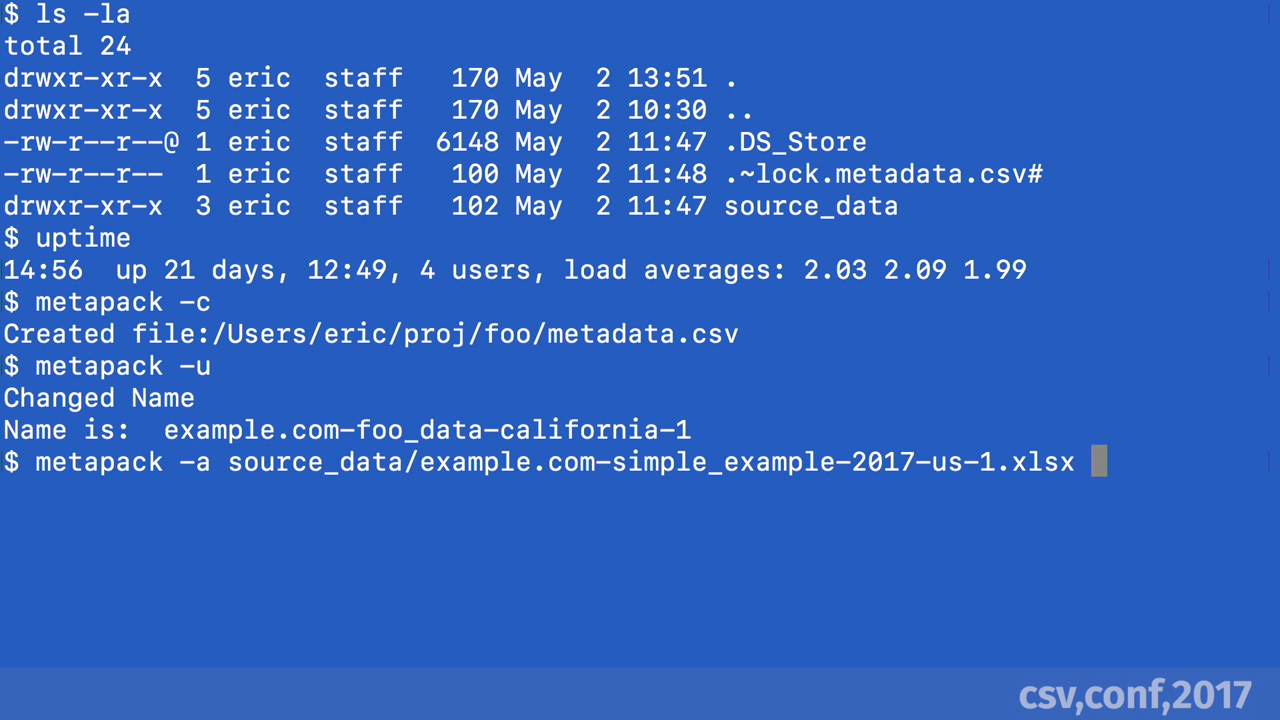 $ ls -la
total 24
drwxr-xr-x  5 eric  staff   170 May  2 13:51 .
drwxr-xr-x  5 eric  staff   170 May  2 10:30 ..
-rw-r--r--@ 1 eric  staff  6148 May  2 11:47 .DS_Store
-rw-r--r--  1 eric  staff   100 May  2 11:48 .~lock.metadata.csv#
drwxr-xr-x  3 eric  staff   102 May  2 11:47 source_data
$ uptime
14:56  up 21 days, 12:49, 4 users, load averages: 2.03 2.09 1.99
$ metapack -c
Created file:/Users/eric/proj/foo/metadata.csv
$ metapack -u
Changed Name
Name is:  example.com-foo_data-california-1
$ metapack -a source_data/example.com-simple_example-2017-us-1.xlsx
csv,conf,2017